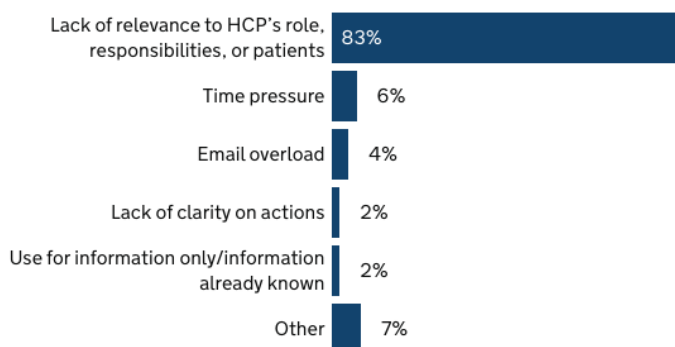 Lack of relevance to HCP's role,
responsibilities, or patients
83%
Time pressure
6%
Email overload
4%
Lack of clarity on actions
2%
Use for information only/information
already known
2%
Other
7%